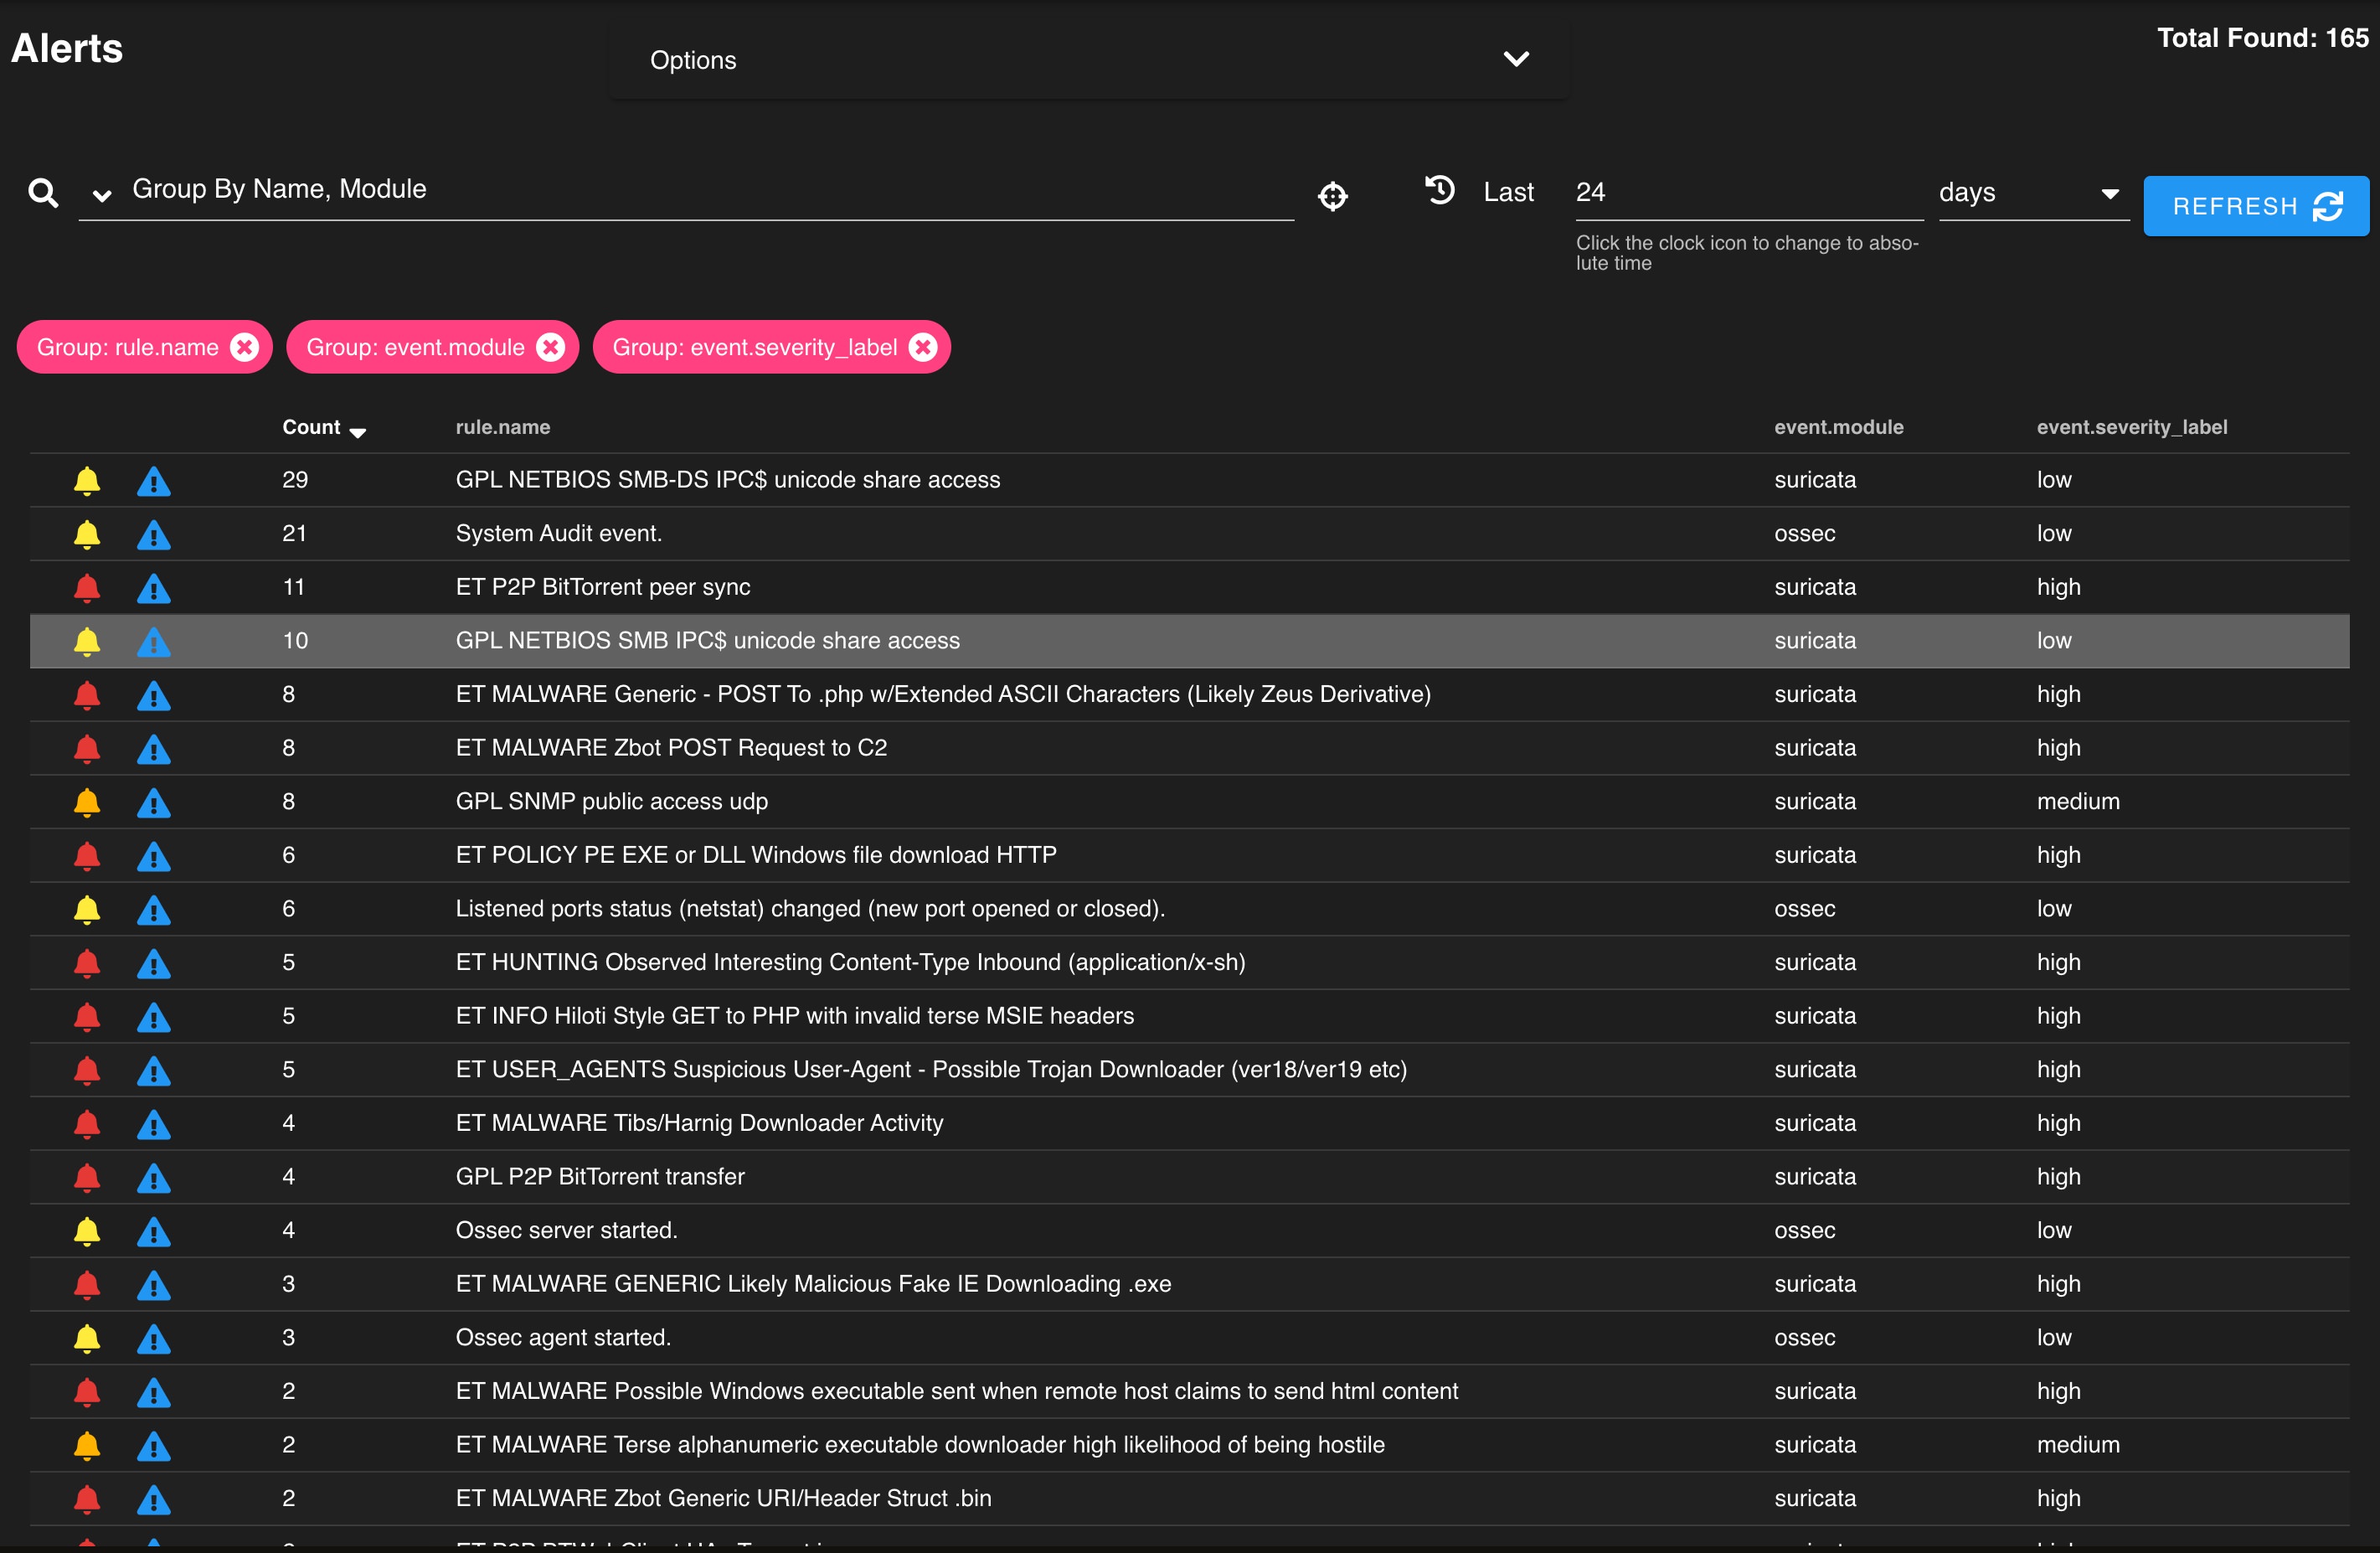 Alerts
Options
Total Found: 165
Group By Name, Module
Last 24 days
REFRESH
Click the clock icon to change to abso-
lute time
Group: rule.name
Group: event.module
Group: event.severity_label
Count rule.name event.module event.severity_label
29 GPL NETBIOS SMB-DS IPC$ unicode share access suricata low
21 System Audit event. ossec low
11 ET P2P BitTorrent peer sync suricata high
10 GPL NETBIOS SMB IPC$ unicode share access suricata low
8 ET MALWARE Generic - POST To .php w/Extended ASCII Characters (Likely Zeus Derivative) suricata high
8 ET MALWARE Zbot POST Request to C2 suricata high
8 GPL SNMP public access udp suricata medium
6 ET POLICY PE EXE or DLL Windows file download HTTP suricata high
6 Listened ports status (netstat) changed (new port opened or closed). ossec low
5 ET HUNTING Observed Interesting Content-Type Inbound (application/x-sh) suricata high
5 ET INFO Hiloti Style GET to PHP with invalid terse MSIE headers suricata high
5 ET USER_AGENTS Suspicious User-Agent - Possible Trojan Downloader (ver18/ver19 etc) suricata high
4 ET MALWARE Tibs/Harnig Downloader Activity suricata high
4 GPL P2P BitTorrent transfer suricata high
4 Ossec server started. ossec low
3 ET MALWARE GENERIC Likely Malicious Fake IE Downloading .exe suricata high
3 Ossec agent started. ossec low
2 ET MALWARE Possible Windows executable sent when remote host claims to send html content suricata high
2 ET MALWARE Terse alphanumeric executable downloader high likelihood of being hostile suricata medium
2 ET MALWARE Zbot Generic URI/Header Struct .bin suricata high